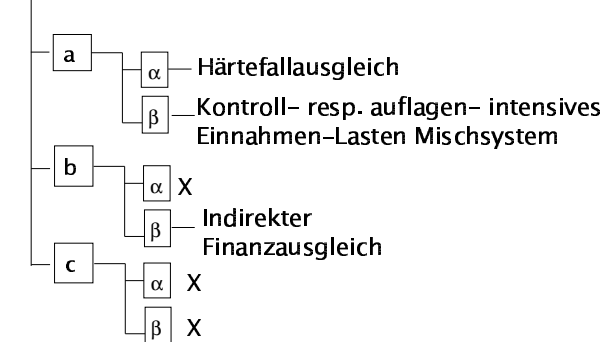 a
α Härtefallausgleich
β Kontroll- resp. auflagen- intensives
Einnahmen-Lasten Mischsystem
b
α X
β Indirekter
Finanzausgleich
c
α X
β X